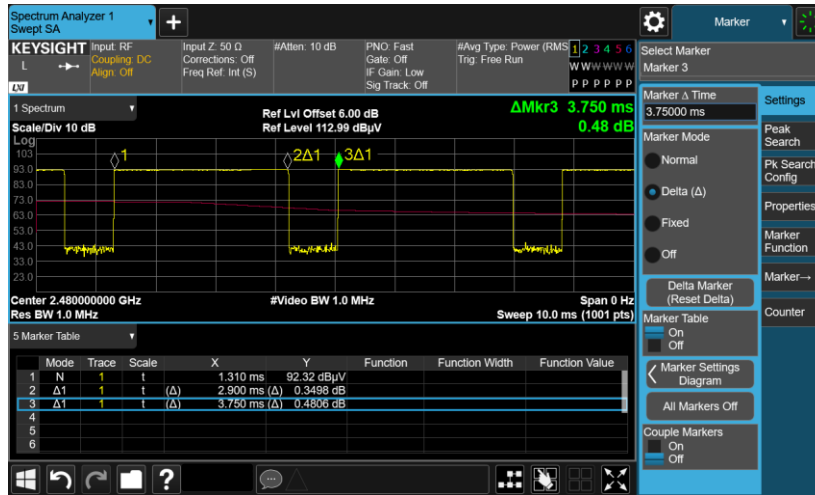 Spectrum Analyzer 1
Swept SA
+
Marker
KEYSIGHT
L
LXI
Input: RF
Coupling: DC
Align: Off
Input Z: 50 Ω
Corrections: Off
Freq Ref: Int (S)
#Atten: 10 dB
PNO: Fast
Gate: Off
IF Gain: Low
Sig Track: Off
#Avg Type: Power (RMS
Trig: Free Run
1 2 3 4 5 6
W W W W W W
P P P P P P
Select Marker
Marker 3
1 Spectrum
Scale/Div 10 dB
Ref Lvl Offset 6.00 dB
Ref Level 112.99 dBµV
ΔMkr3 3.750 ms
0.48 dB
Log
103
93.0
83.0
73.0
63.0
53.0
43.0
33.0
23.0
1
2Δ1
3Δ1
Center 2.480000000 GHz
Res BW 1.0 MHz
#Video BW 1.0 MHz
Span 0 Hz
Sweep 10.0 ms (1001 pts)
5 Marker Table
Mode Trace Scale X Y Function Function Width Function Value
1 N 1 t 1.310 ms 92.32 dBµV
2 Δ1 1 t (Δ) 2.900 ms (Δ) 0.3498 dB
3 Δ1 1 t (Δ) 3.750 ms (Δ) 0.4806 dB
4
5
6
?
Marker Δ Time
3.75000 ms
Marker Mode
Normal
Delta (Δ)
Fixed
Off
Delta Marker
(Reset Delta)
Marker Table
On
Off
Marker Settings
Diagram
All Markers Off
Couple Markers
On
Off
Settings
Peak
Search
Pk Search
Config
Properties
Marker
Function
Marker→
Counter